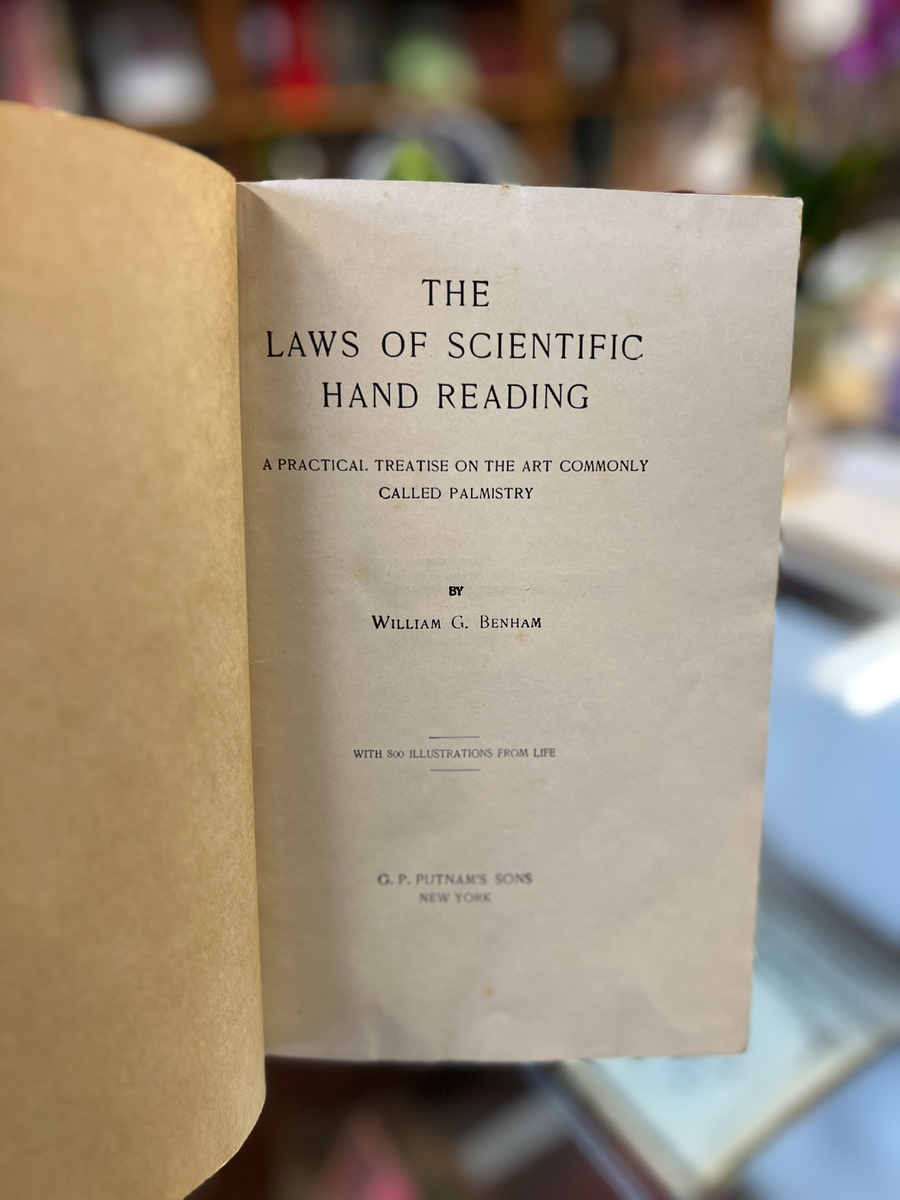 THE
LAWS OF SCIENTIFIC
HAND READING
A PRACTICAL TREATISE ON THE ART COMMONLY
CALLED PALMISTRY
BY
WILLIAM G. BENHAM
WITH 800 ILLUSTRATIONS FROM LIFE
G. P. PUTNAM'S SONS
NEW YORK